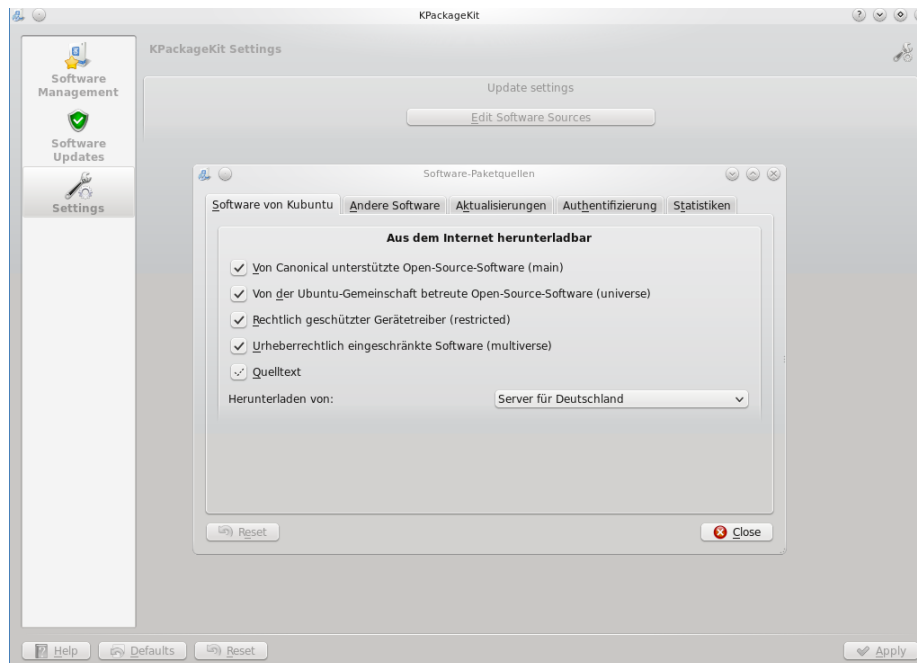 KPackageKit
KPackageKit Settings
Software
Management
Software
Updates
Settings
Update settings
Edit Software Sources
Software-Paketquellen
Software von Kubuntu Andere Software Aktualisierungen Authentifizierung Statistiken
Aus dem Internet herunterladbar
Von Canonical unterstützte Open-Source-Software (main)
Von der Ubuntu-Gemeinschaft betreute Open-Source-Software (universe)
Rechtlich geschützter Gerätetreiber (restricted)
Urheberrechtlich eingeschränkte Software (multiverse)
Quelltext
Herunterladen von: Server für Deutschland
Reset Close
Help Defaults Reset Apply